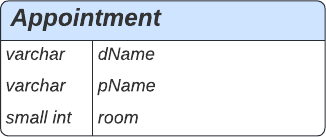 Appointment
varchar dName
varchar pName
small int room